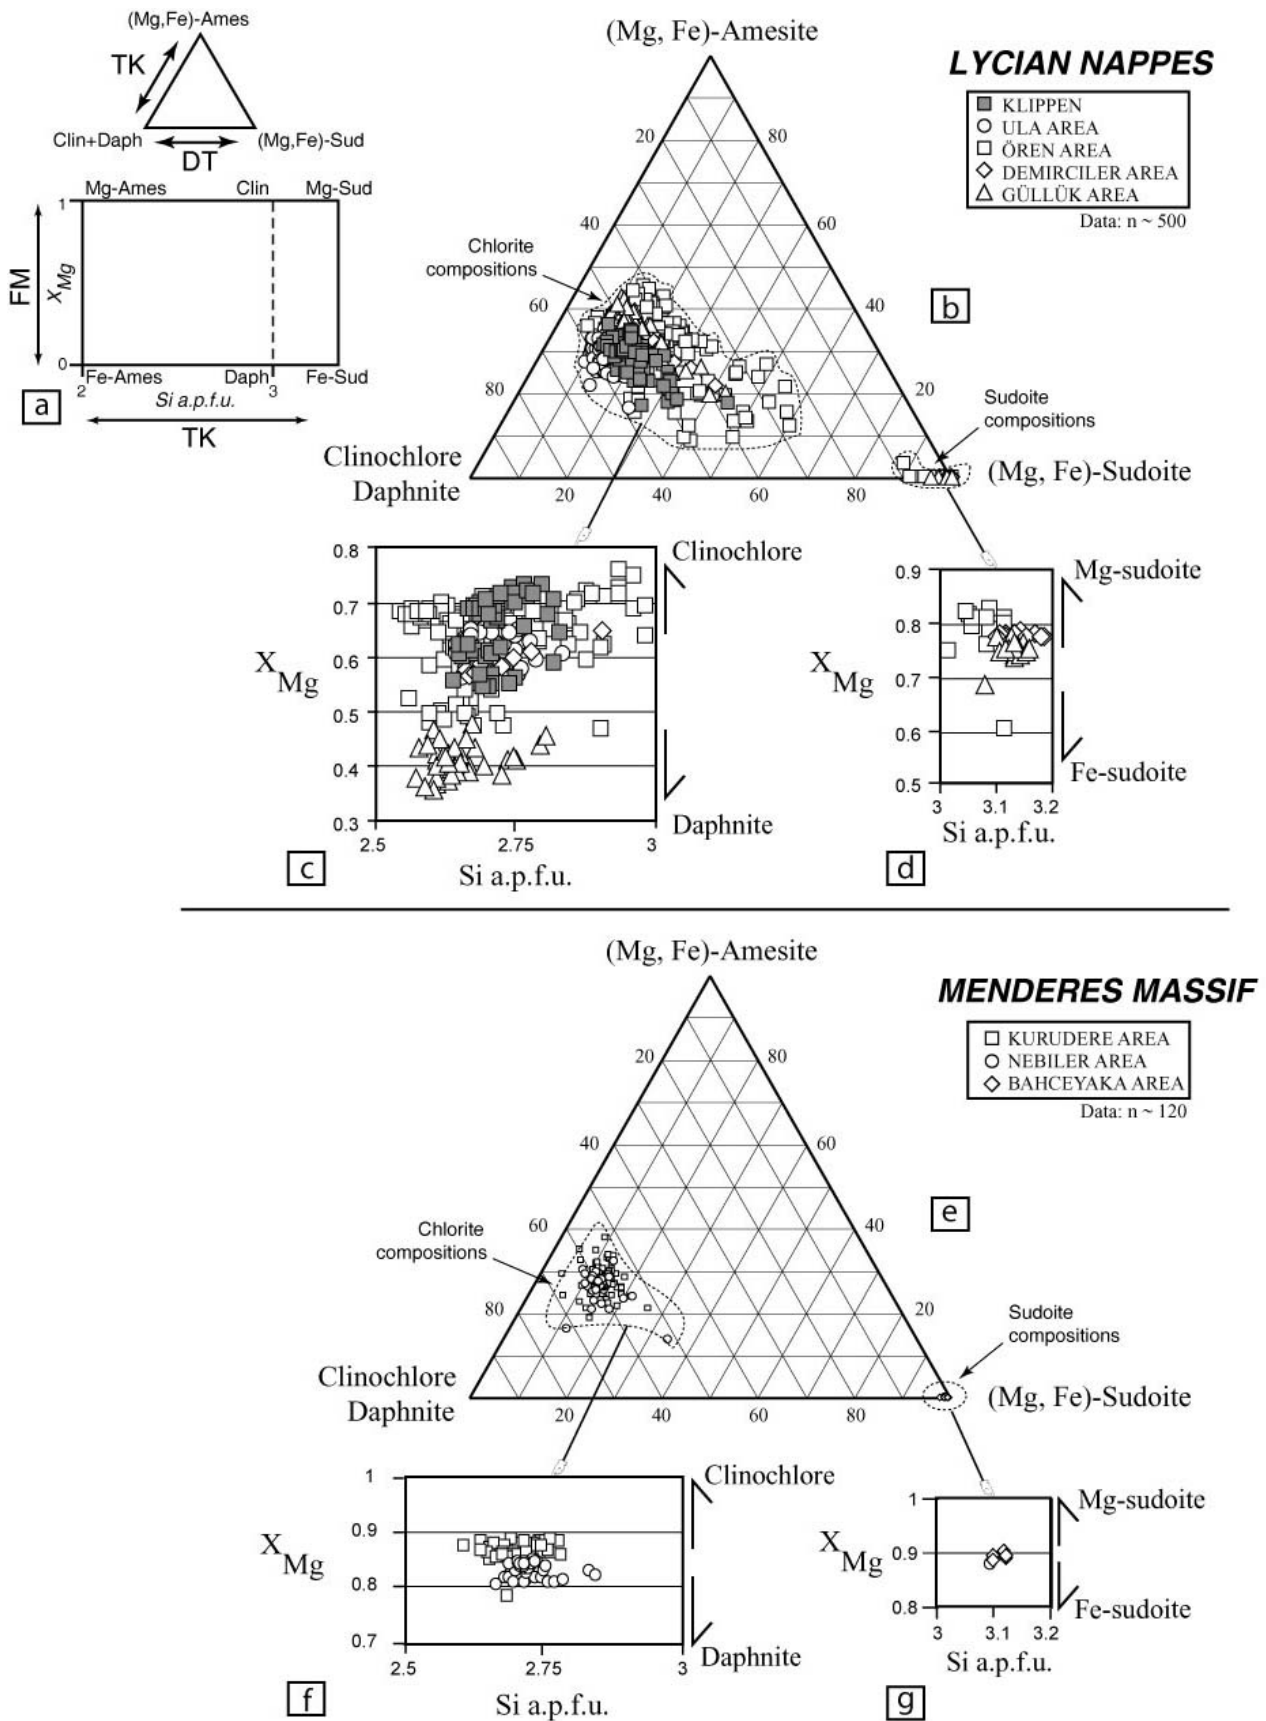 (Mg,Fe)-Ames
TK
Clin+Daph
(Mg,Fe)-Sud
DT
Mg-Ames
Clin
Mg-Sud
1
FM
XMg
0
Fe-Ames
Daph
Fe-Sud
2
3
Si a.p.f.u.
TK
a
(Mg, Fe)-Amesite
LYCIAN NAPPES
KLIPPEN
ULA AREA
ÖREN AREA
DEMIRCILER AREA
GÜLLÜK AREA
Data: n ~ 500
20
80
40
60
Chlorite
compositions
60
40
b
80
20
Sudoite
compositions
Clinochlore
Daphnite
(Mg, Fe)-Sudoite
20
40
60
80
0.8
0.7
0.6
0.5
0.4
0.3
XMg
Clinochlore
Daphnite
2.5
2.75
3
Si a.p.f.u.
c
0.9
0.8
0.7
0.6
0.5
XMg
Mg-sudoite
Fe-sudoite
3
3.1
3.2
Si a.p.f.u.
d
(Mg, Fe)-Amesite
MENDERES MASSIF
KURUDERE AREA
NEBILER AREA
BAHCEYAKA AREA
Data: n ~ 120
20
80
40
60
60
40
e
Chlorite
compositions
80
20
Sudoite
compositions
Clinochlore
Daphnite
(Mg, Fe)-Sudoite
20
40
60
80
1
0.9
0.8
0.7
XMg
Clinochlore
Daphnite
2.5
2.75
3
Si a.p.f.u.
f
1
0.9
0.8
XMg
Mg-sudoite
Fe-sudoite
3
3.1
3.2
Si a.p.f.u.
g